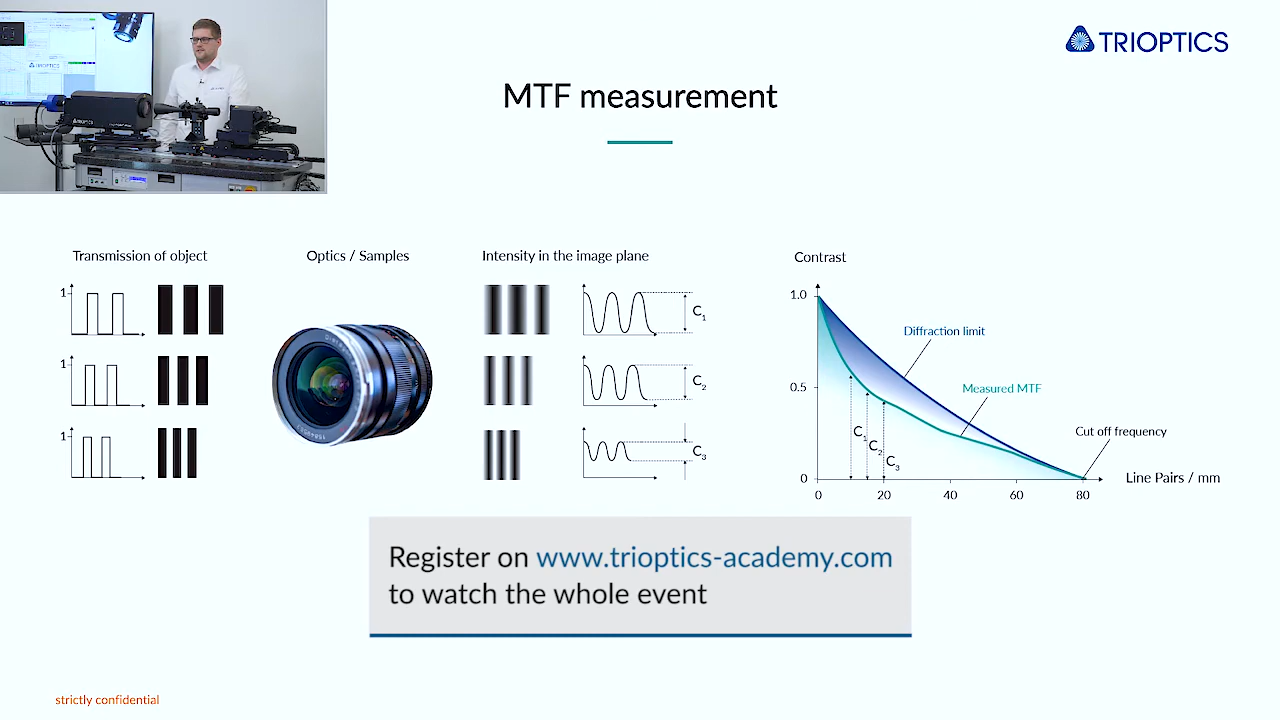 TRIOPTICS
MTF measurement
TRIOPTICS
TRIOPTICS
Transmission of object
Optics / Samples
Intensity in the image plane
Contrast
1
1
1
C1
C2
C3
1.0
0.5
0
Diffraction limit
Measured MTF
Cut off frequency
C1
C2
C3
Line Pairs / mm
0 20 40 60 80
Register on www.trioptics-academy.com
to watch the whole event
strictly confidential